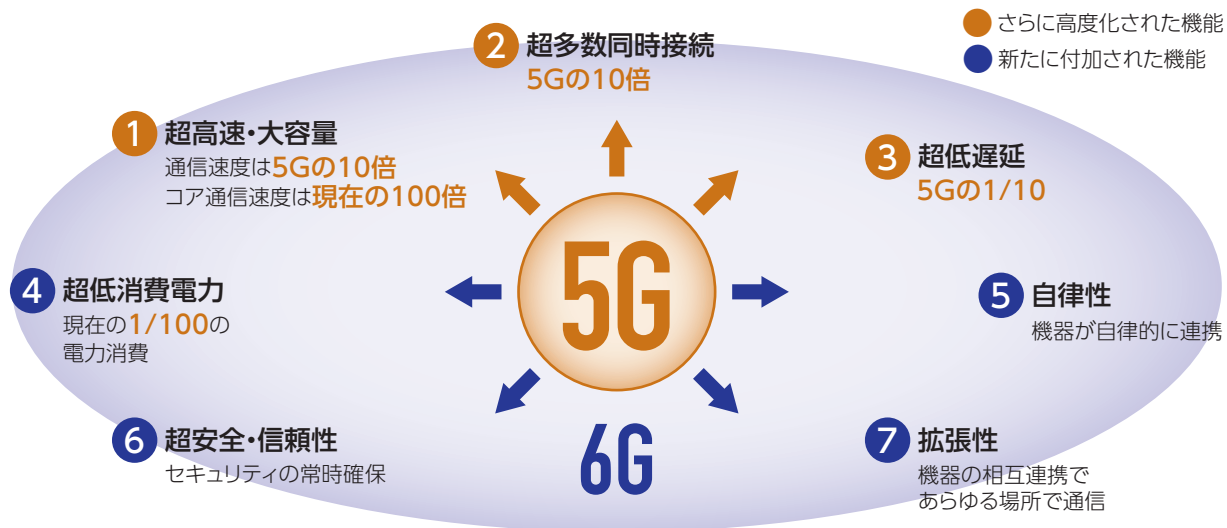 さらに高度化された機能
新たに付加された機能
2 超多数同時接続
5Gの10倍
1 超高速・大容量
通信速度は5Gの10倍
コア通信速度は現在の100倍
3 超低遅延
5Gの1/10
5G
4 超低消費電力
現在の1/100の
電力消費
5 自律性
機器が自律的に連携
6 超安全・信頼性
セキュリティの常時確保
6G
7 拡張性
機器の相互連携で
あらゆる場所で通信